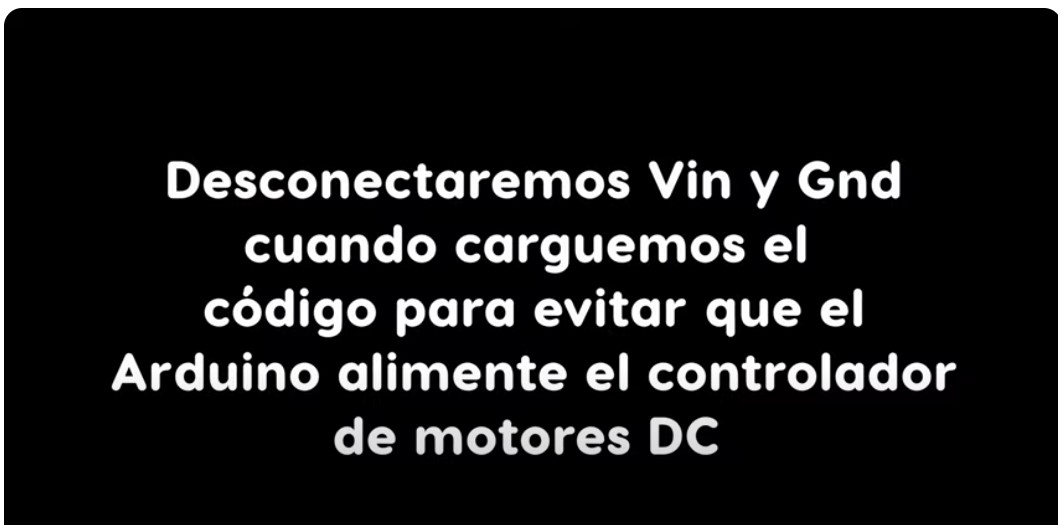 Desconectaremos Vin y Gnd
cuando carguemos el
código para evitar que el
Arduino alimente el controlador
de motores DC